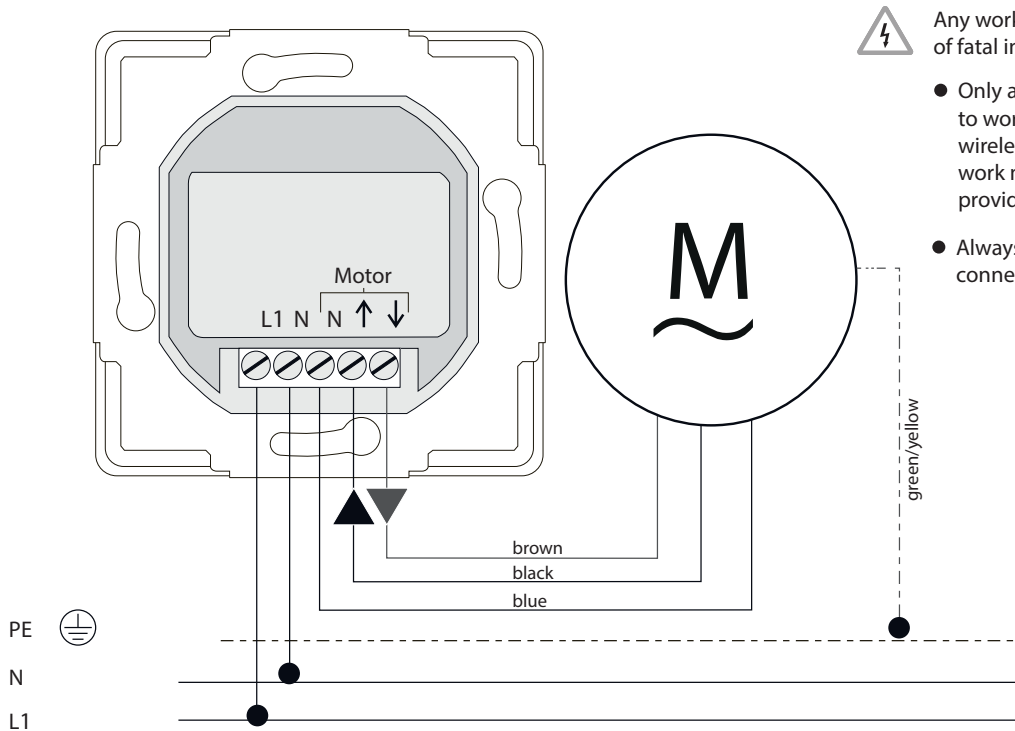 Any work
of fatal in
● Only a
to wor
wirele
work r
provid
● Always
conne
Motor
L1 N N ↑ ↓
M
green/yellow
brown
black
blue
PE
N
L1